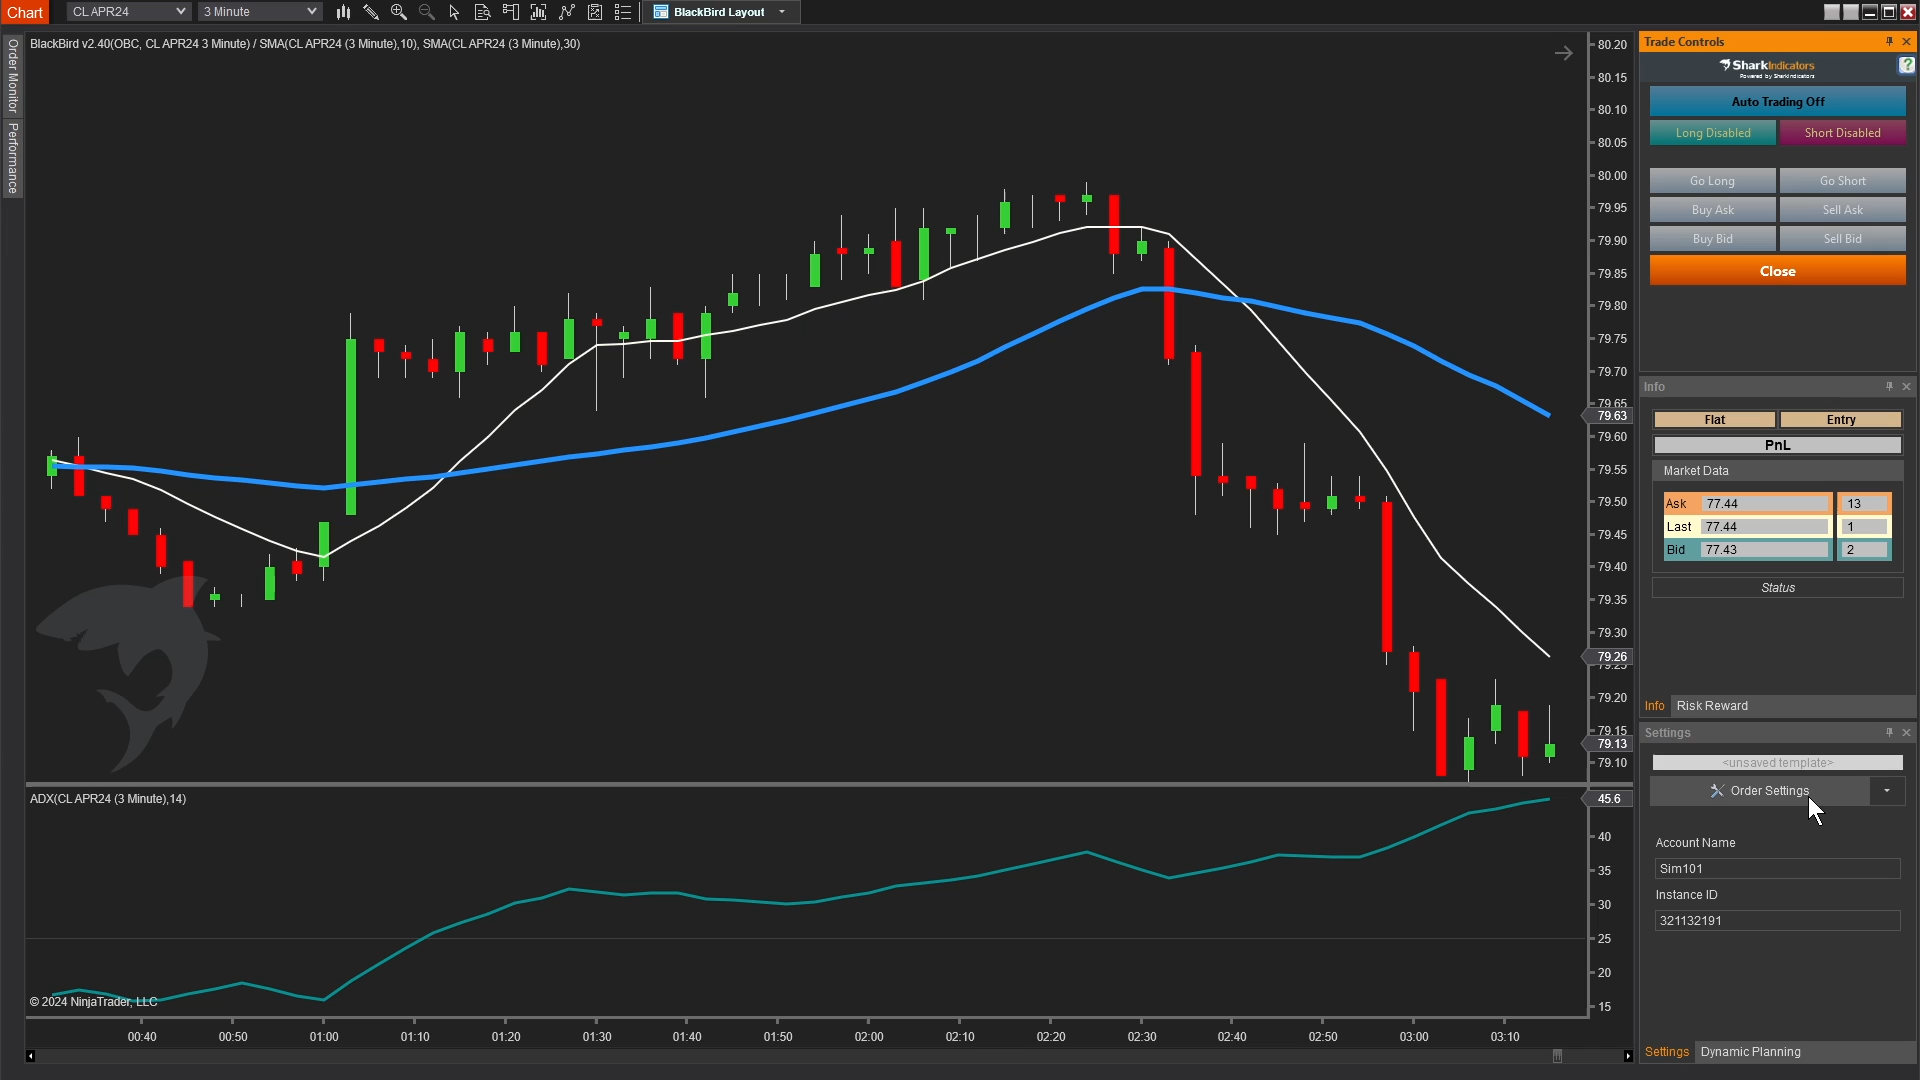 Chart
CL APR24
3 Minute
BlackBird Layout
Order Monitor
Performance
BlackBird v2.40(OBC, CL APR24 3 Minute) / SMA(CL APR24 (3 Minute),10), SMA(CL APR24 (3 Minute),30)
80.20
80.15
80.10
80.05
80.00
79.95
79.90
79.85
79.80
79.75
79.70
79.65
79.63
79.60
79.55
79.50
79.45
79.40
79.35
79.30
79.26
79.25
79.20
79.15
79.13
79.10
ADX(CL APR24 (3 Minute),14)
45.6
40
35
30
25
20
15
© 2024 NinjaTrader, LLC
00:40
00:50
01:00
01:10
01:20
01:30
01:40
01:50
02:00
02:10
02:20
02:30
02:40
02:50
03:00
03:10
Trade Controls
SharkIndicators
Powered by SharkIndicators
?
Auto Trading Off
Long Disabled
Short Disabled
Go Long
Go Short
Buy Ask
Sell Ask
Buy Bid
Sell Bid
Close
Info
Flat
Entry
PnL
Market Data
Ask 77.44 13
Last 77.44 1
Bid 77.43 2
Status
Info
Risk Reward
Settings
<unsaved template>
Order Settings
Account Name
Sim101
Instance ID
321132191
Settings
Dynamic Planning